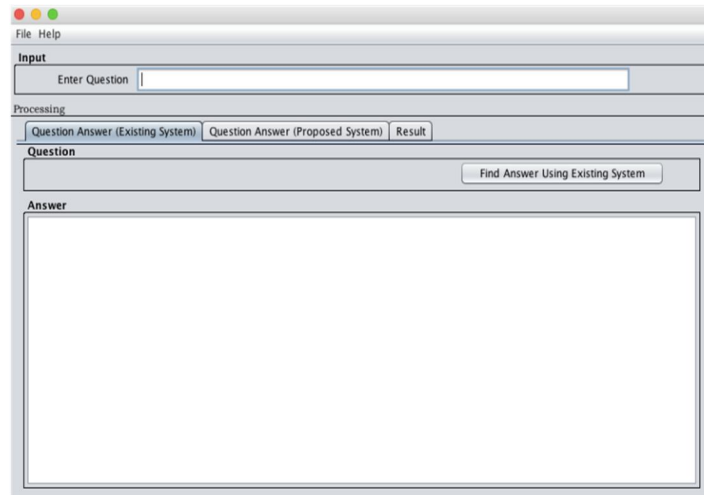 File Help
Input
Enter Question
Processing
Question Answer (Existing System) Question Answer (Proposed System) Result
Question
Find Answer Using Existing System
Answer